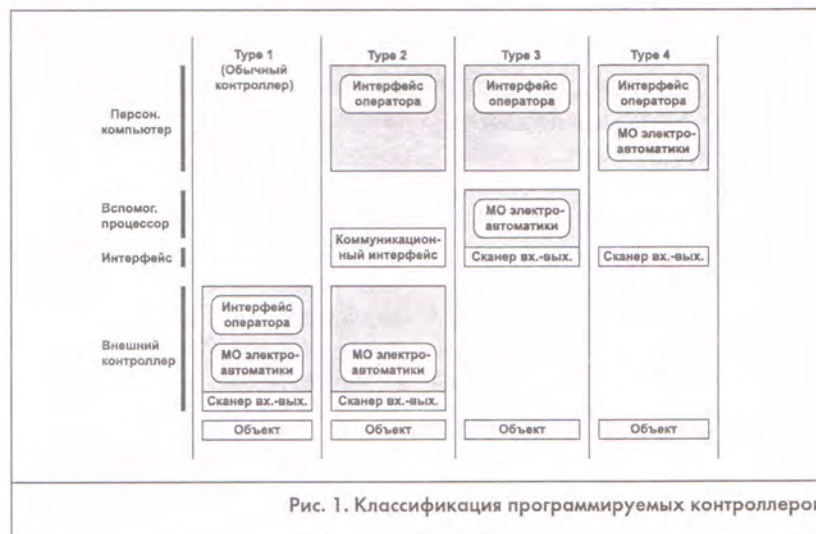 Type 1
(Обычный
контроллер)
Type 2
Type 3
Type 4
Персон.
компьютер
Интерфейс
оператора
Интерфейс
оператора
Интерфейс
оператора
МО электро-
автоматики
Вспомог.
процессор
МО электро-
автоматики
Интерфейс
Коммуникацион-
ный интерфейс
Сканер вх.-вых.
Сканер вх.-вых.
Внешний
контроллер
Интерфейс
оператора
МО электро-
автоматики
МО электро-
автоматики
Сканер вх.-вых.
Сканер вх.-вых.
Объект
Объект
Объект
Объект
Рис. 1. Классификация программируемых контроллеро